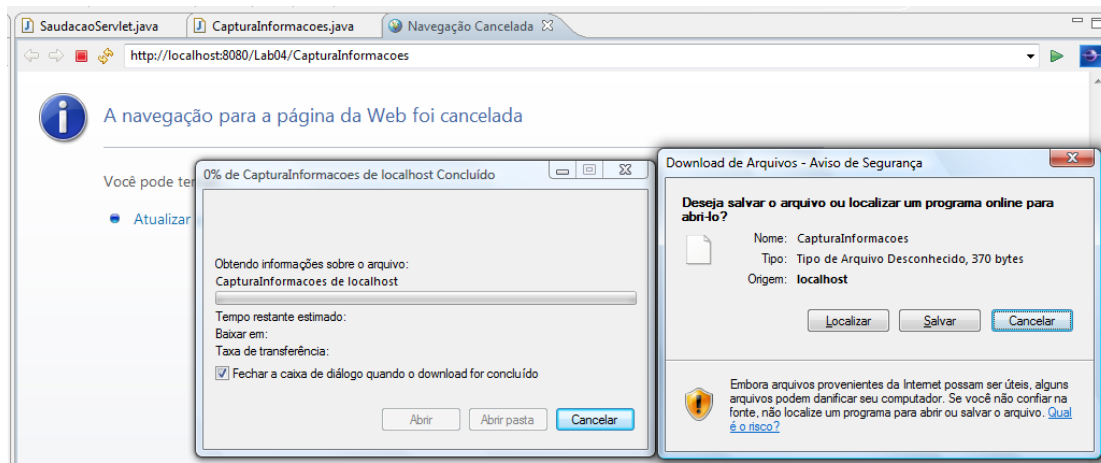 SaudacaoServlet.java
CapturaInformacoes.java
Navegação Cancelada
http://localhost:8080/Lab04/CapturaInformacoes
A navegação para a página da Web foi cancelada
Você pode
Atualizar
0% de CapturaInformacoes de localhost Concluído
Obtendo informações sobre o arquivo:
CapturaInformacoes de localhost
Tempo restante estimado:
Baixar em:
Taxa de transferência:
Fechar a caixa de diálogo quando o download for concluído
Abrir
Abrir pasta
Cancelar
Download de Arquivos - Aviso de Segurança
Deseja salvar o arquivo ou localizar um programa online para
abri-lo?
Nome: CapturaInformacoes
Tipo: Tipo de Arquivo Desconhecido, 370 bytes
Origem: localhost
Localizar
Salvar
Cancelar
Embora arquivos provenientes da Internet possam ser úteis, alguns
arquivos podem danificar seu computador. Se você não confiar na
fonte, não localize um programa para abrir ou salvar o arquivo. Qual
é o risco?